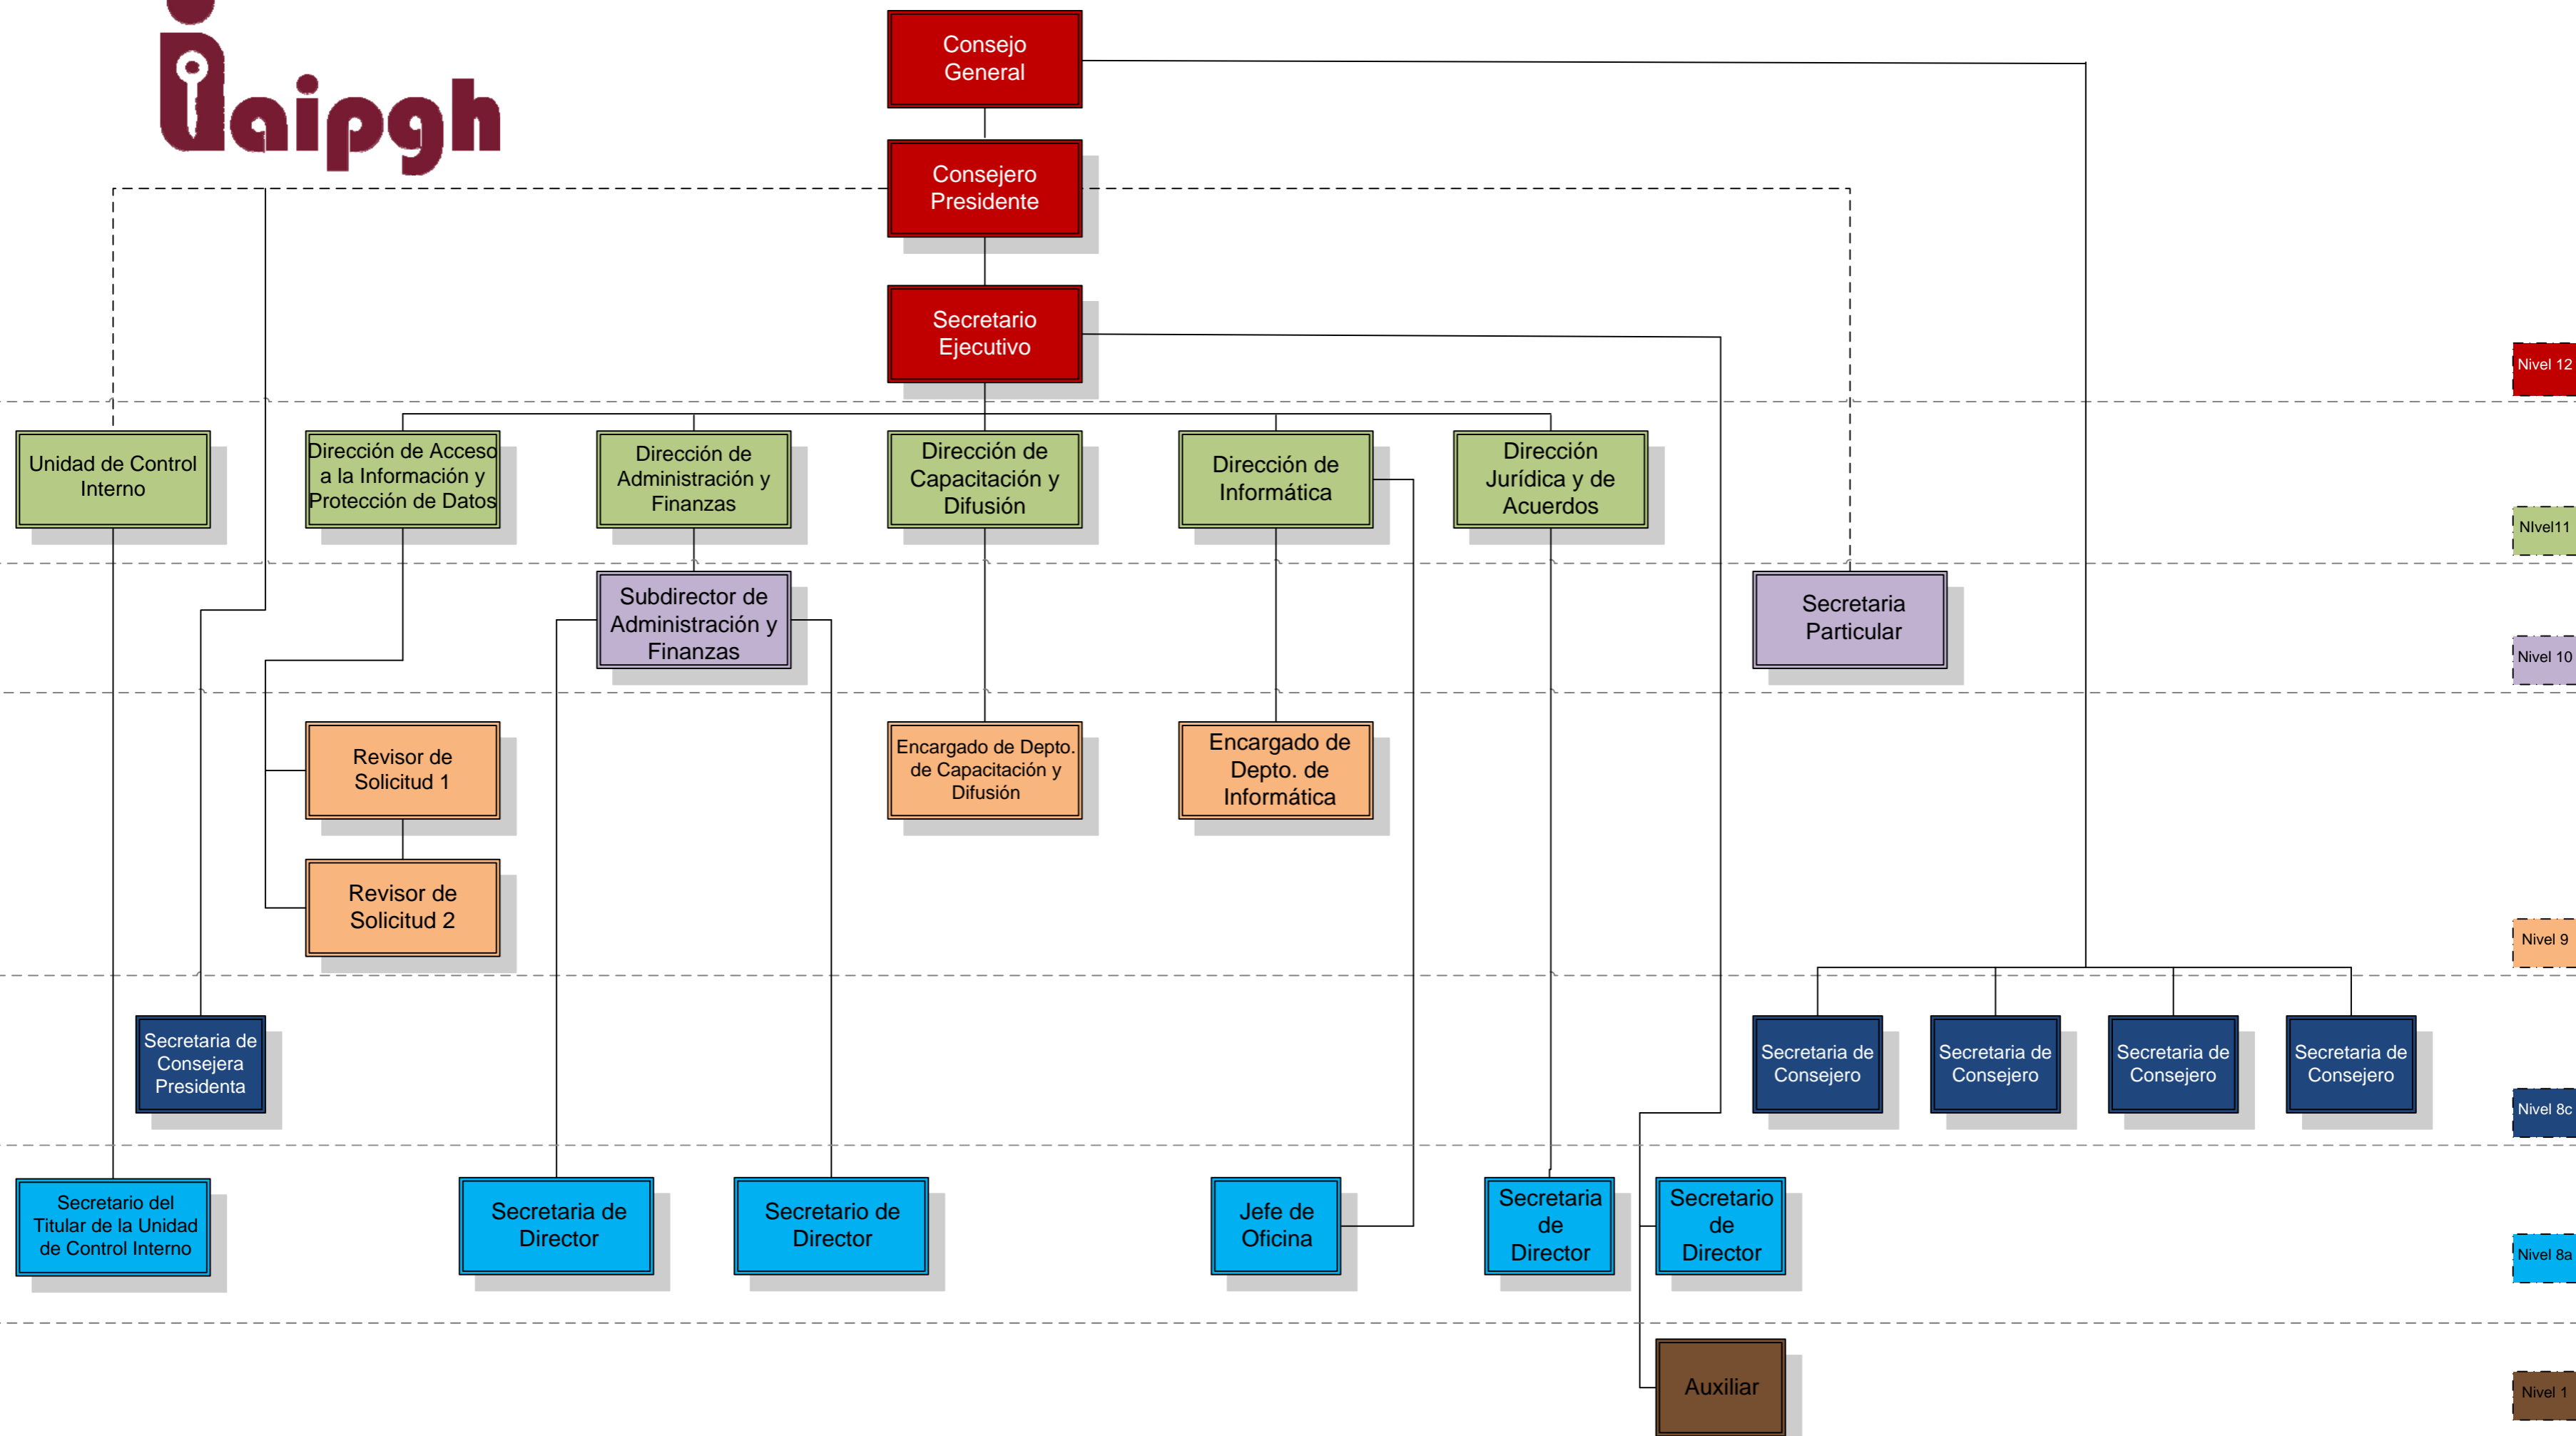 iaipgh
Consejo
General
Consejero
Presidente
Secretario
Ejecutivo
Nivel 12
Unidad de Control
Interno
Dirección de Acceso
a la Información y
Protección de Datos
Dirección de
Administración y
Finanzas
Dirección de
Capacitación y
Difusión
Dirección de
Informática
Dirección
Jurídica y de
Acuerdos
NIvel11
Subdirector de
Administración y
Finanzas
Secretaria
Particular
Nivel 10
Revisor de
Solicitud 1
Encargado de Depto.
de Capacitación y
Difusión
Encargado de
Depto. de
Informática
Revisor de
Solicitud 2
Nivel 9
Secretaria de
Consejera
Presidenta
Secretaria de
Consejero
Secretaria de
Consejero
Secretaria de
Consejero
Secretaria de
Consejero
Nivel 8c
Secretario del
Titular de la Unidad
de Control Interno
Secretaria de
Director
Secretario de
Director
Jefe de
Oficina
Secretaria
de
Director
Secretario
de
Director
Nivel 8a
Auxiliar
Nivel 1